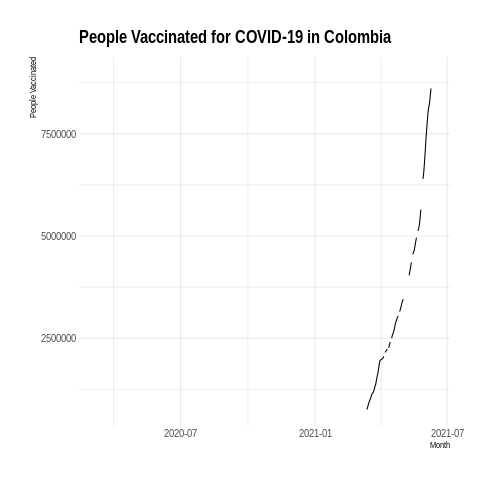 People Vaccinated for COVID-19 in Colombia
People Vaccinated
7500000
5000000
2500000
2020-07
2021-01
2021-07
Month